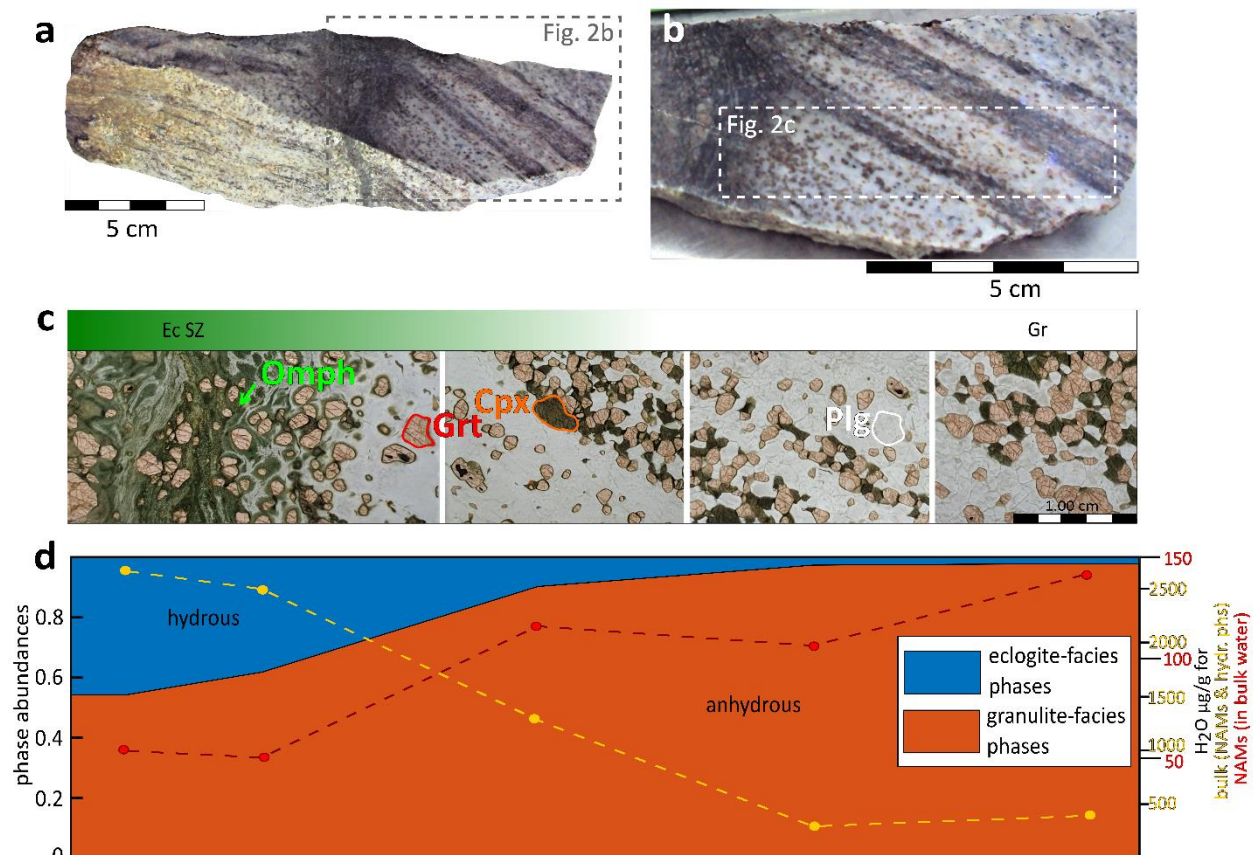 a
Fig. 2b
5 cm
b
Fig. 2c
5 cm
c
Ec SZ
Gr
Omph
Grt
Cpx
Plg
1.00 cm
d
phase abundances
0.8
0.6
0.4
0.2
0
hydrous
anhydrous
eclogite-facies
phases
granulite-facies
phases
150
2500
2000
100
1500
1000
50
500
H2O µg/g for
bulk (NAMs & hydr. phs)
NAMs (in bulk water)